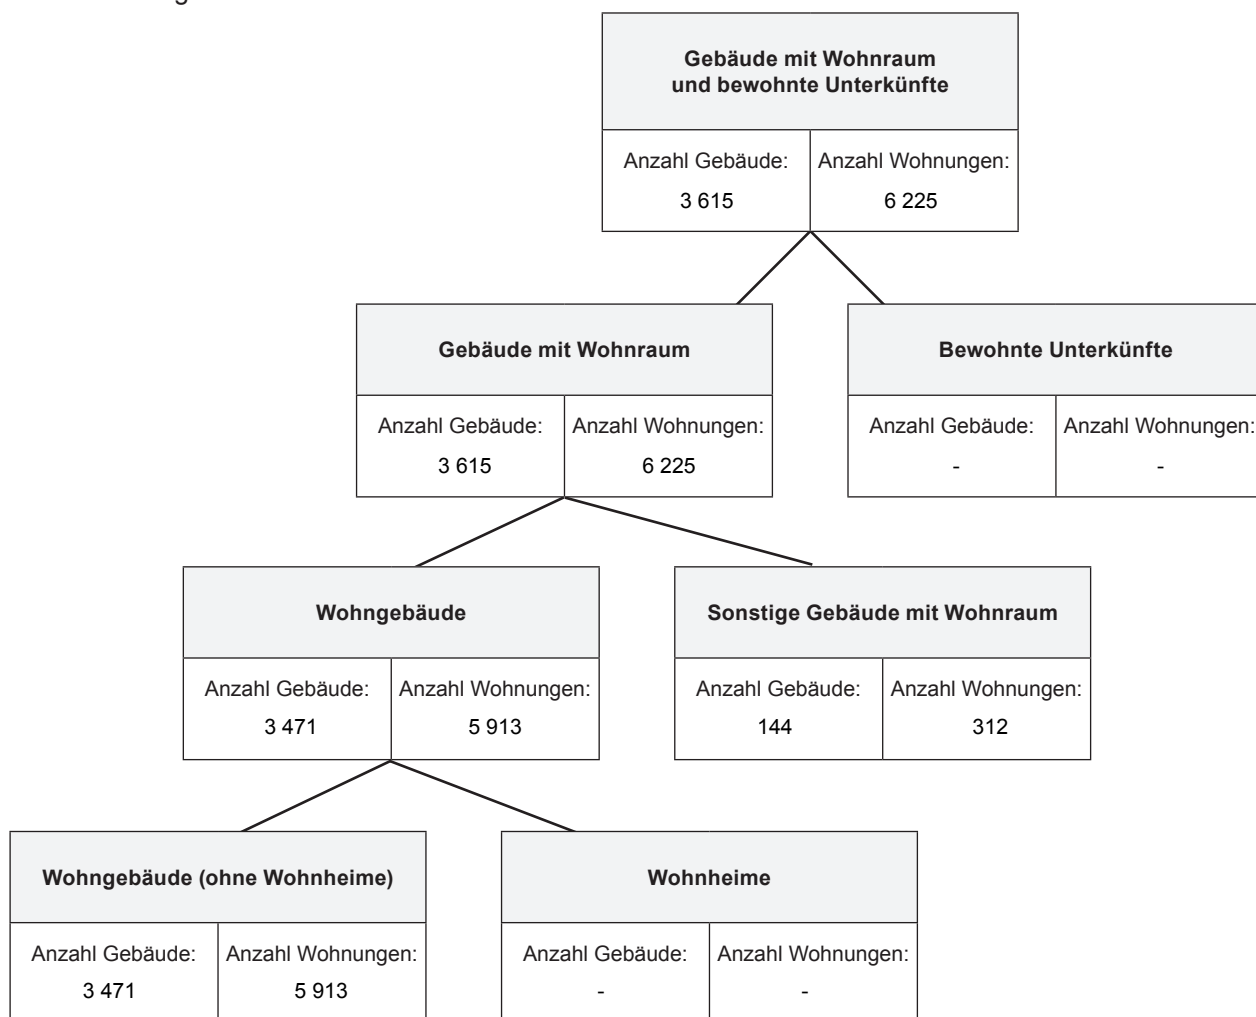 Gebäude mit Wohnraum
und bewohnte Unterkünfte
Anzahl Gebäude: Anzahl Wohnungen:
3 615 6 225
Gebäude mit Wohnraum Bewohnte Unterkünfte
Anzahl Gebäude: Anzahl Wohnungen: Anzahl Gebäude: Anzahl Wohnungen:
3 615 6 225 - -
Wohngebäude Sonstige Gebäude mit Wohnraum
Anzahl Gebäude: Anzahl Wohnungen: Anzahl Gebäude: Anzahl Wohnungen:
3 471 5 913 144 312
Wohngebäude (ohne Wohnheime) Wohnheime
Anzahl Gebäude: Anzahl Wohnungen: Anzahl Gebäude: Anzahl Wohnungen:
3 471 5 913 - -